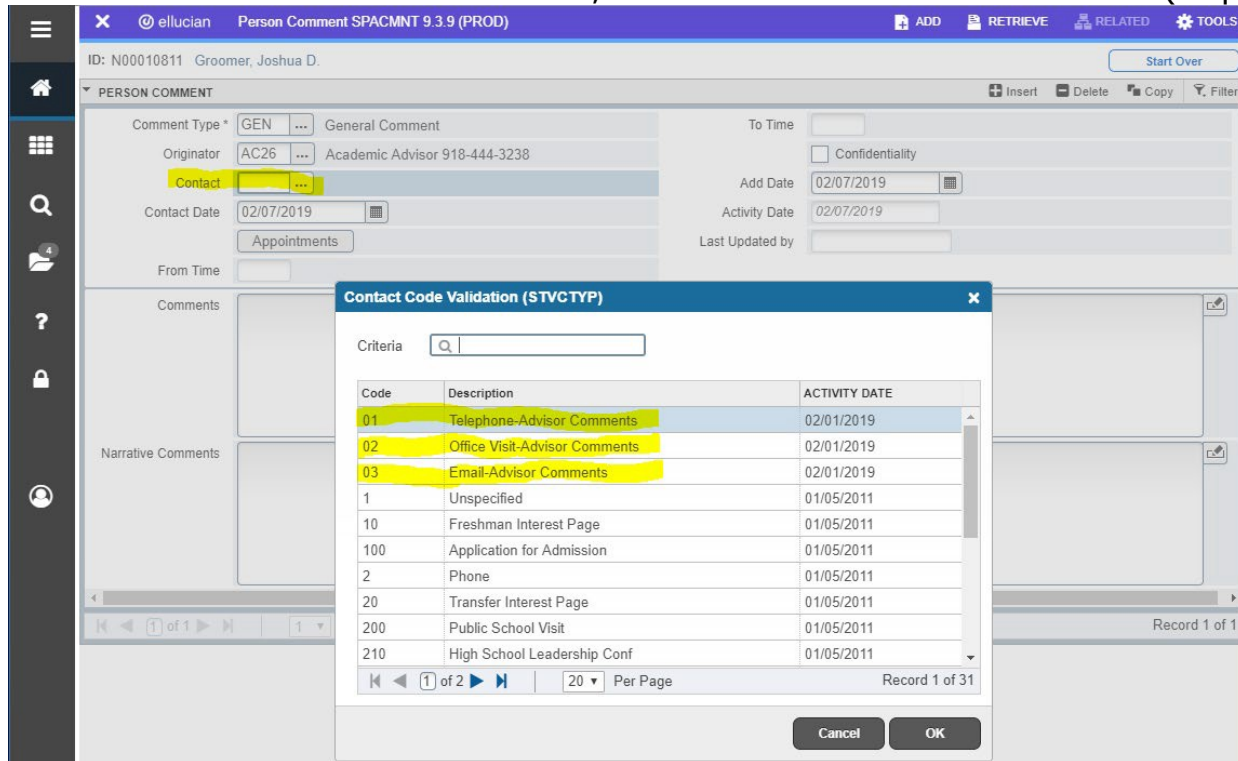 ellucian Person Comment SPACMNT 9.3.9 (PROD) ADD RETRIEVE RELATED TOOLS
ID: N00010811 Groomer, Joshua D. Start Over
PERSON COMMENT Insert Delete Copy Filter
Comment Type * GEN ... General Comment To Time
Originator AC26 ... Academic Advisor 918-444-3238 Confidentiality
Contact ... Add Date 02/07/2019
Contact Date 02/07/2019 Activity Date 02/07/2019
Appointments Last Updated by
4
From Time
Contact Code Validation (STVCTYP)
Comments
?
Criteria
Code Description ACTIVITY DATE
01 Telephone-Advisor Comments 02/01/2019
02 Office Visit-Advisor Comments 02/01/2019
Narrative Comments
03 Email-Advisor Comments 02/01/2019
1 Unspecified 01/05/2011
10 Freshman Interest Page 01/05/2011
100 Application for Admission 01/05/2011
2 Phone 01/05/2011
20 Transfer Interest Page 01/05/2011
200 Public School Visit 01/05/2011
210 High School Leadership Conf 01/05/2011
1 of 1 1 Record 1 of 1
1 of 2 20 Per Page Record 1 of 31
Cancel OK